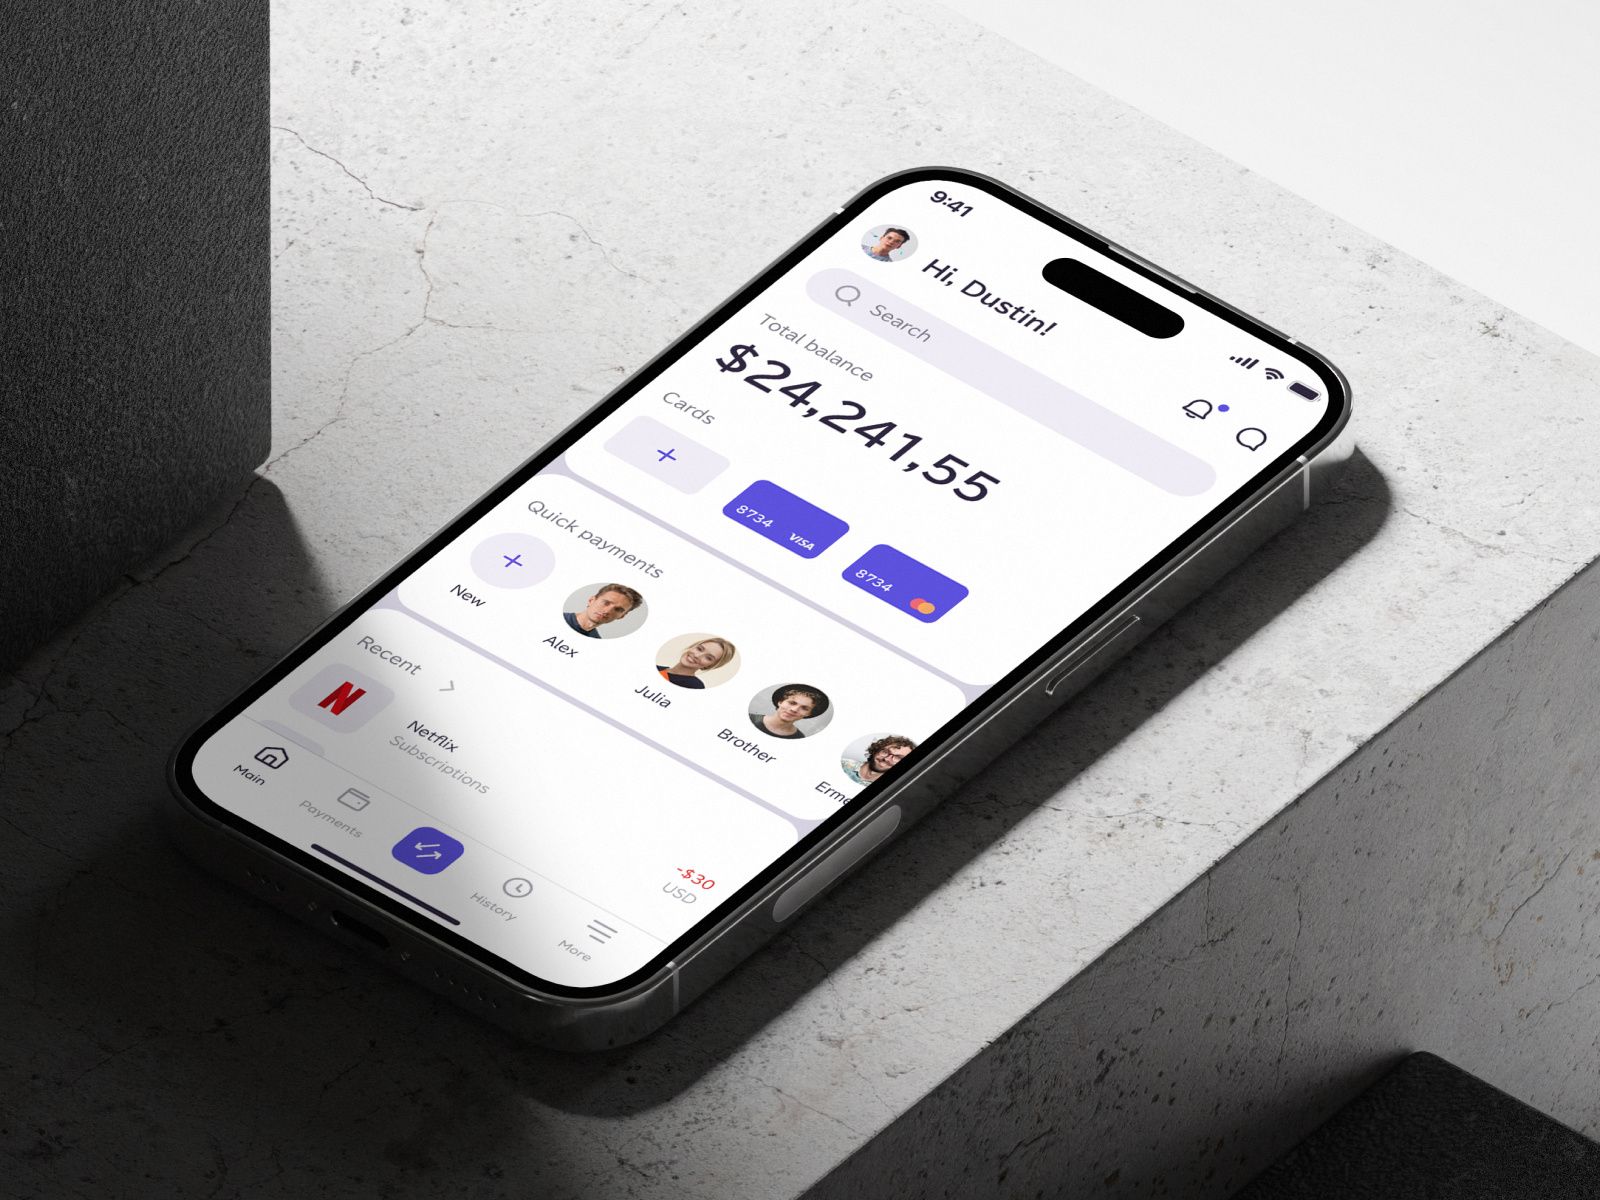 9:41
Hi, Dustin!
Search
Total balance
$24,241,55
Cards
8734
VISA
8734
Quick payments
New
Alex
Julia
Brother
Erme
Recent
N
Netflix
Subscriptions
-$30
USD
Main
Payments
History
More